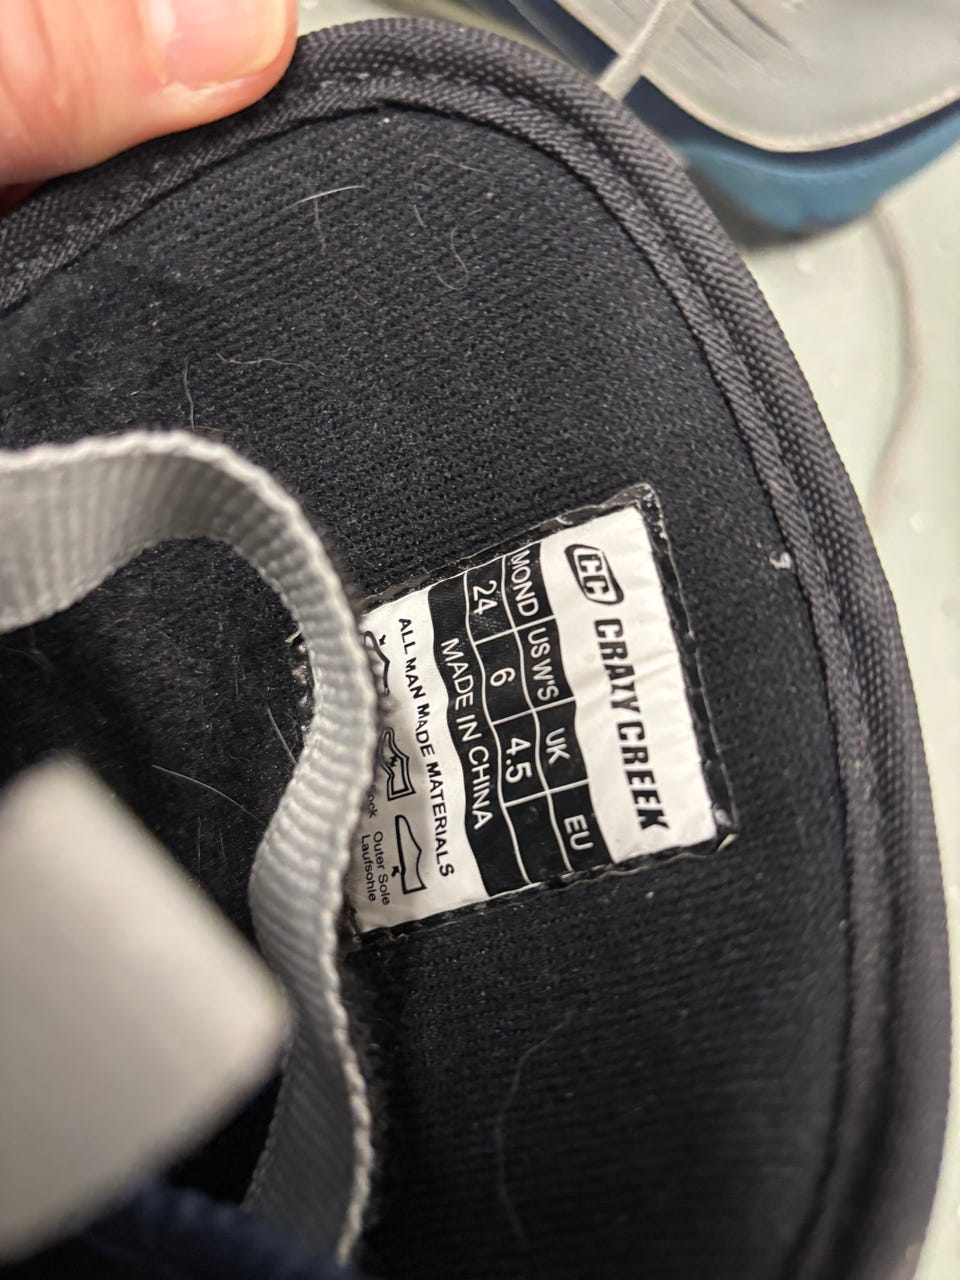 CC CRAZY CREEK
MOND US W'S UK EU
24 6 4.5
MADE IN CHINA
ALL MAN MADE MATERIALS
Outer Sole
Laufsohle